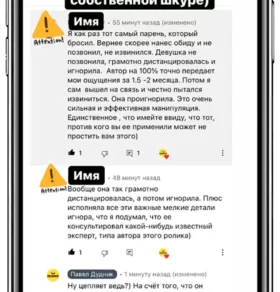 собственной шкуре)
Имя
55 минут назад (изменено)
Я как раз тот самый парень, который
бросил. Вернее скорее нанес обиду и не
позвонил, не извинился. Девушка не
позвонила, грамотно дистанцировалась и
игнорила. Автор на 100% точно передает
мои ощущения за 1.5 -2 месяца. Потом я
сам вышел на связь и честно пытался
извиниться. Она проигнорила. Это очень
сильная и эффективная манипуляция.
Единственное , что имейте ввиду, что тот,
против кого вы ее применили может не
простить вам этого)
Attention!
1
Имя
48 минут назад
Вообще она так грамотно
дистанцировалась, а потом игнорила. Плюс
исполняла все эти важные мелкие детали
игнора, что я подумал, что ее
консультировал какой-нибудь известный
эксперт, типа автора этого ролика)
Attention!
1
Павел Дудник • 1 минуту назад (изменено)
Ну цепляет ведь?) На счёт того, что он